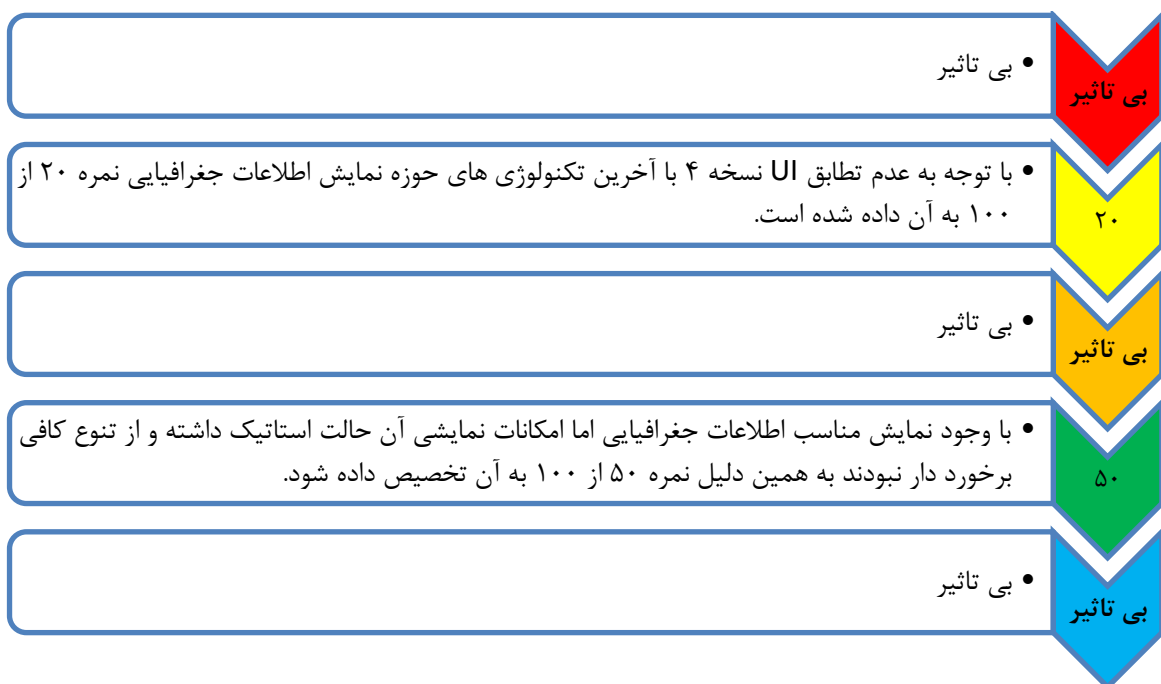 بی تاثیر
• بی تاثیر
۲۰
• با توجه به عدم تطابق UI نسخه ۴ با آخرین تکنولوژی های حوزه نمایش اطلاعات جغرافیایی نمره ۲۰ از
۱۰۰ به آن داده شده است.
بی تاثیر
• بی تاثیر
۵۰
• با وجود نمایش مناسب اطلاعات جغرافیایی اما امکانات نمایشی آن حالت استاتیک داشته و از تنوع کافی
برخورد دار نبودند به همین دلیل نمره ۵۰ از ۱۰۰ به آن تخصیص داده شود.
بی تاثیر
• بی تاثیر